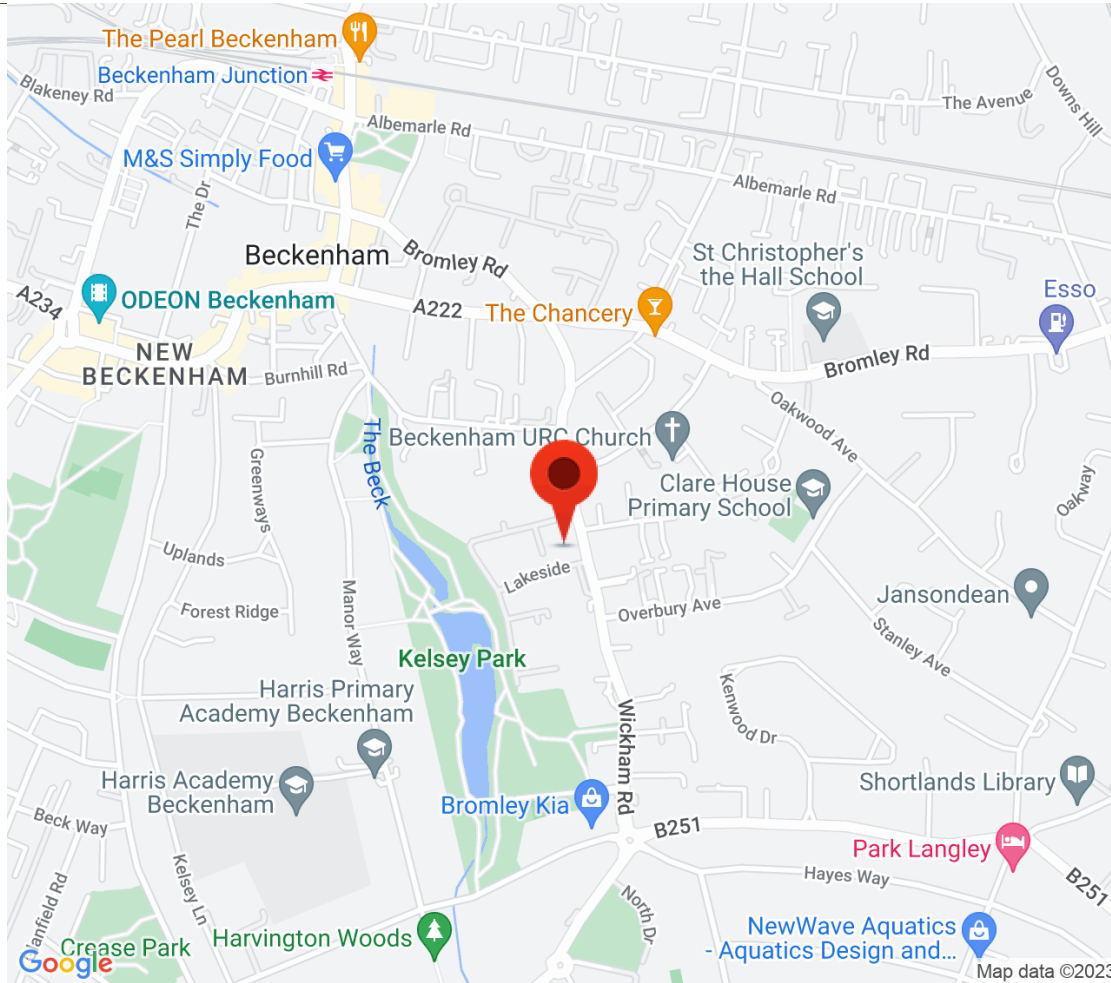 The Pearl Beckenham
Beckenham Junction
Blakeney Rd
The Avenue
Downs Hill
Albemarle Rd
M&S Simply Food
Albemarle Rd
The Dr
Beckenham
Bromley Rd
St Christopher's
the Hall School
A234
ODEON Beckenham
A222
The Chancery
Esso
NEW
BECKENHAM
Burnhill Rd
Bromley Rd
Oakwood Ave
The Beck
Beckenham URC Church
Greenways
Clare House
Primary School
Oakway
Uplands
Lakeside
Manor Way
Forest Ridge
Overbury Ave
Jansondean
Stanley Ave
Kelsey Park
Harris Primary
Academy Beckenham
Kenwood Dr
Wickham Rd
Harris Academy
Beckenham
Bromley Kia
Shortlands Library
Beck Way
B251
Park Langley
Kelsey Ln
Hayes Way
B251
North Dr
Harvington Woods
NewWave Aquatics
- Aquatics Design and...
Crease Park
Google
Map data ©2023